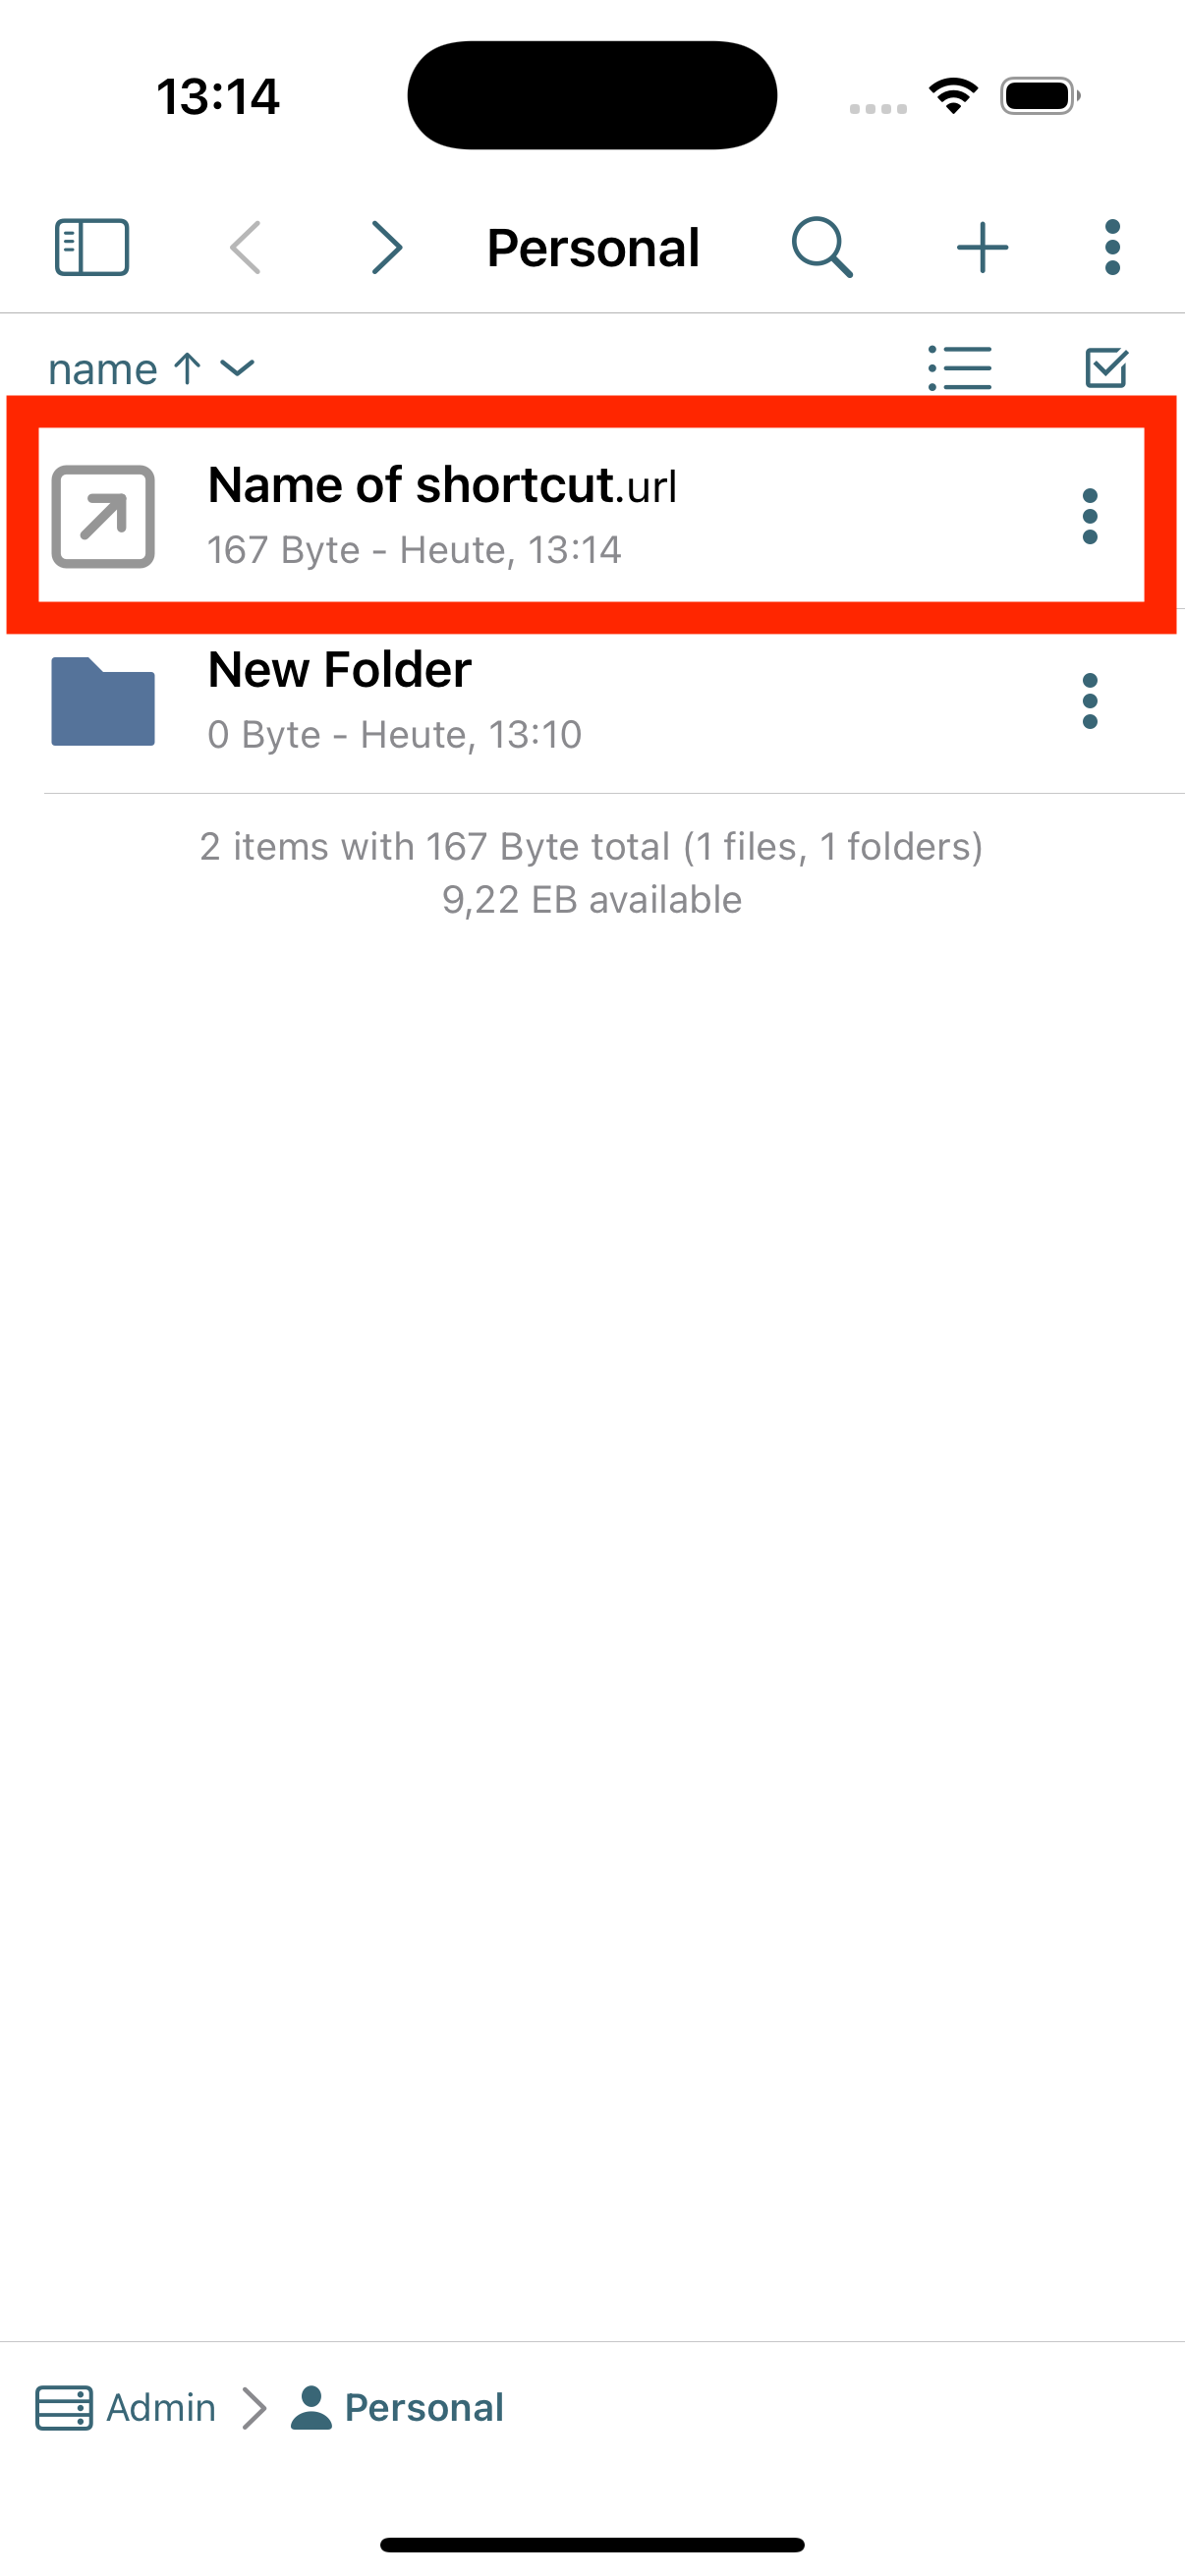 13:14
Personal
name
Name of shortcut.url
167 Byte - Heute, 13:14
New Folder
0 Byte - Heute, 13:10
2 items with 167 Byte total (1 files, 1 folders)
9,22 EB available
Admin
Personal